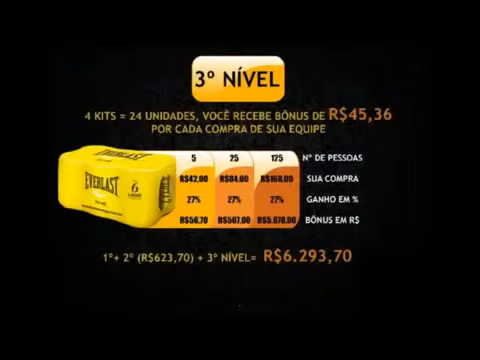 3º NÍVEL
4 KITS = 24 UNIDADES, VOCÊ RECEBE BÔNUS DE R$45,36
POR CADA COMPRA DE SUA EQUIPE
5 25 125 Nº DE PESSOAS
R$42,00 R$84,00 R$168,00 SUA COMPRA
27% 27% 27% GANHO EM %
R$56,70 R$567,00 R$5.670,00 BÔNUS EM R$
EVERLAST
6
1º+ 2º (R$623,70) + 3º NÍVEL= R$6.293,70